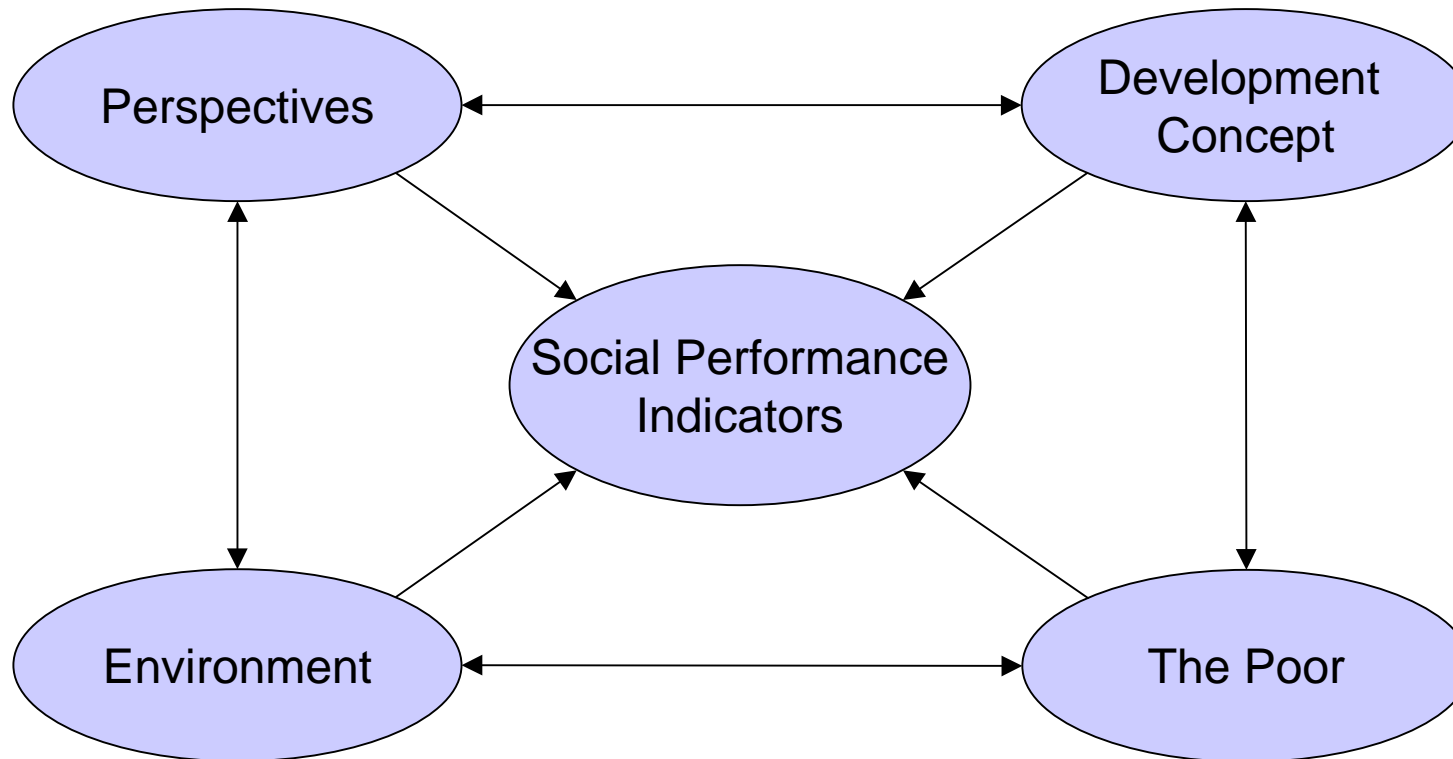 Perspectives
Development
Concept
Social Performance
Indicators
Environment
The Poor